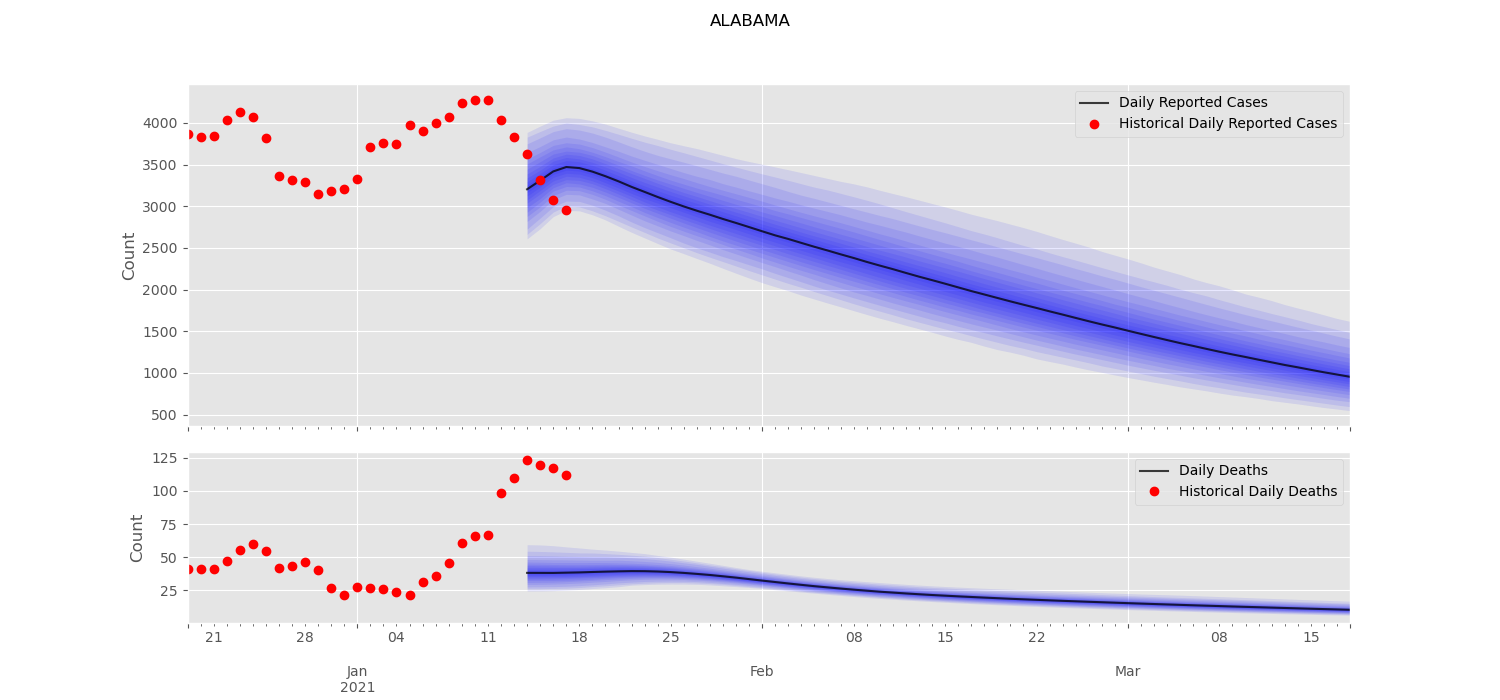 ALABAMA
Daily Reported Cases
Historical Daily Reported Cases
4000
3500
3000
2500
2000
1500
1000
500
Count
Daily Deaths
Historical Daily Deaths
125
100
75
50
25
Count
21 28 04 11 18 25 08 15 22 08 15
Jan Feb Mar
2021